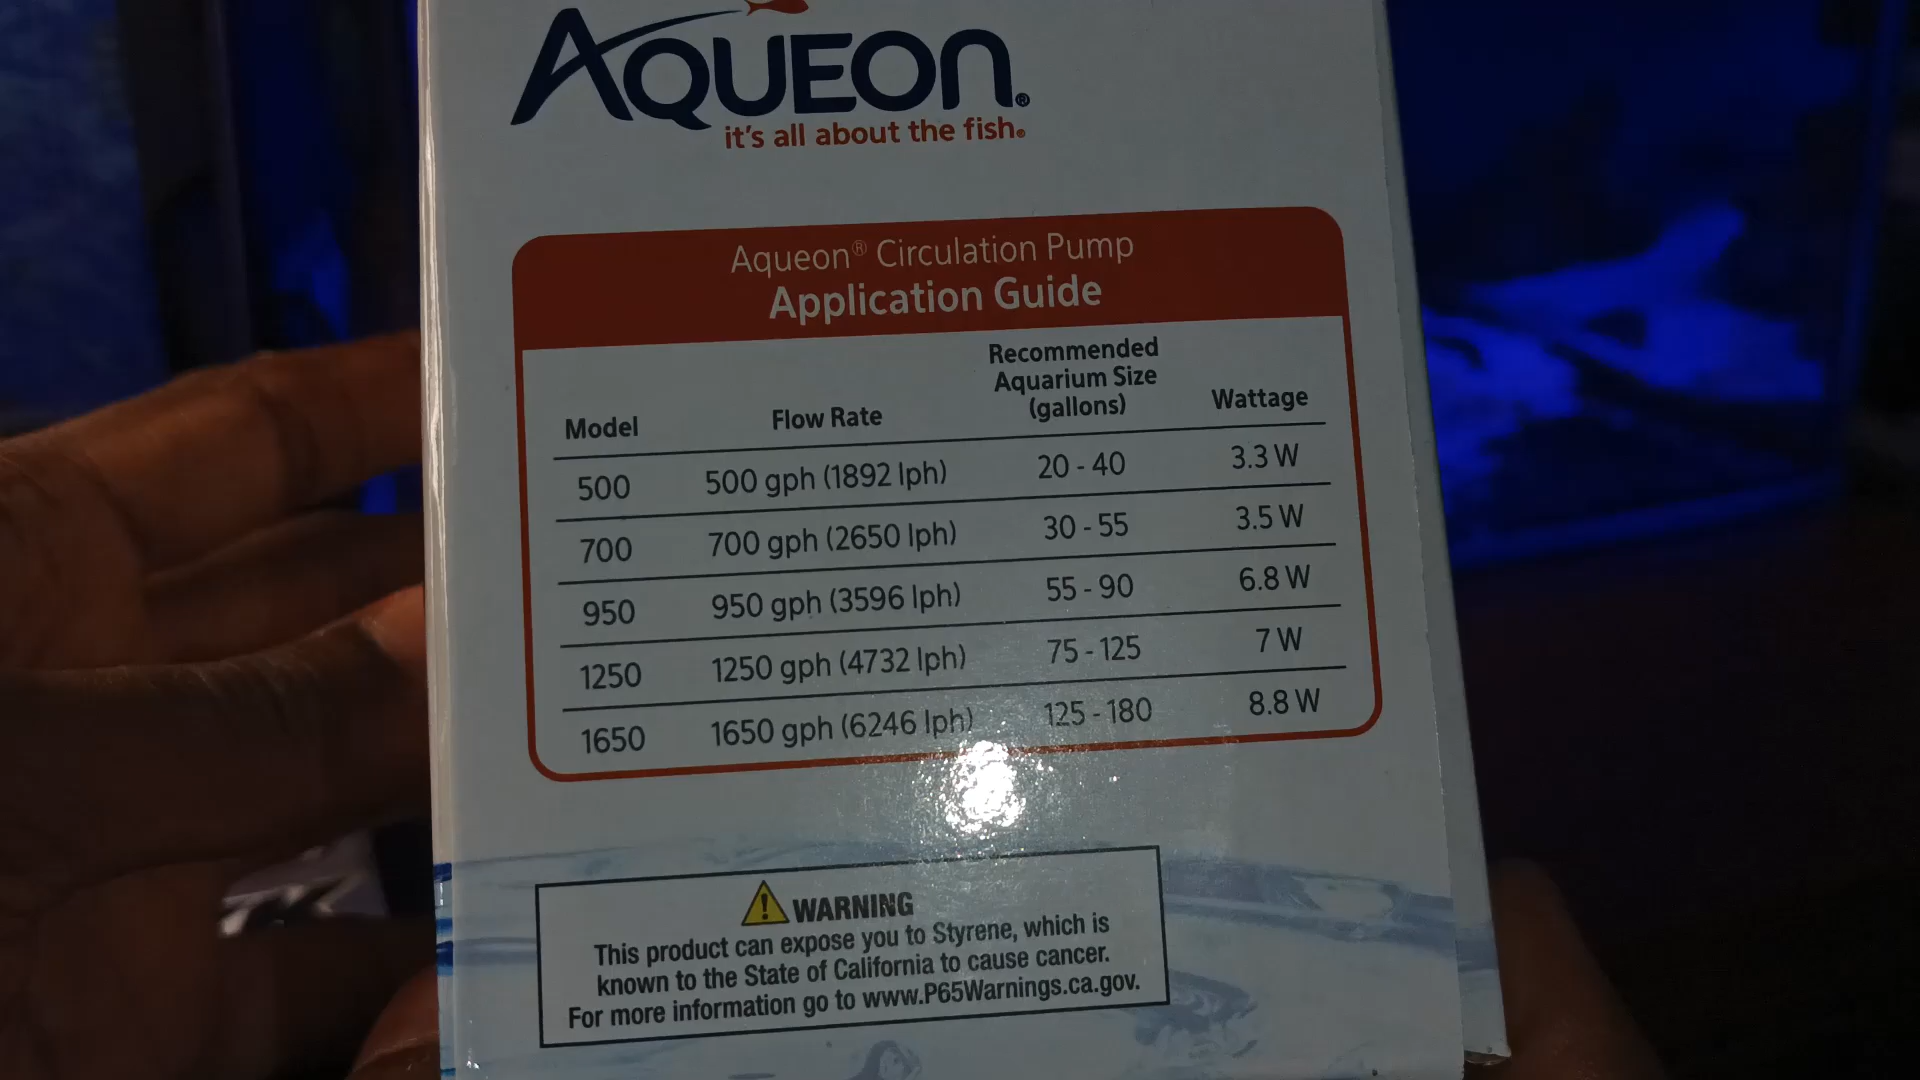 AQUEON®
it's all about the fish®
Aqueon® Circulation Pump
Application Guide
Model Flow Rate Recommended Aquarium Size (gallons) Wattage
500 500 gph (1892 lph) 20 - 40 3.3 W
700 700 gph (2650 lph) 30 - 55 3.5 W
950 950 gph (3596 lph) 55 - 90 6.8 W
1250 1250 gph (4732 lph) 75 - 125 7 W
1650 1650 gph (6246 lph) 125 - 180 8.8 W
WARNING
This product can expose you to Styrene, which is
known to the State of California to cause cancer.
For more information go to www.P65Warnings.ca.gov.